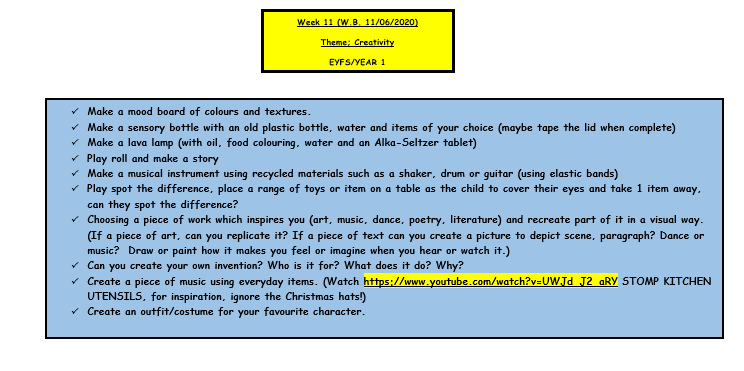 Week 11 (W.B. 11/06/2020)
Theme; Creativity
EYFS/YEAR 1
✓ Make a mood board of colours and textures.
✓ Make a sensory bottle with an old plastic bottle, water and items of your choice (maybe tape the lid when complete)
✓ Make a lava lamp (with oil, food colouring, water and an Alka-Seltzer tablet)
✓ Play roll and make a story
✓ Make a musical instrument using recycled materials such as a shaker, drum or guitar (using elastic bands)
✓ Play spot the difference, place a range of toys or item on a table as the child to cover their eyes and take 1 item away,
can they spot the difference?
✓ Choosing a piece of work which inspires you (art, music, dance, poetry, literature) and recreate part of it in a visual way.
(If a piece of art, can you replicate it? If a piece of text can you create a picture to depict scene, paragraph? Dance or
music?  Draw or paint how it makes you feel or imagine when you hear or watch it.)
✓ Can you create your own invention? Who is it for? What does it do? Why?
✓ Create a piece of music using everyday items. (Watch https://www.youtube.com/watch?v=UWJd_J2_aRY STOMP KITCHEN
UTENSILS, for inspiration, ignore the Christmas hats!)
✓ Create an outfit/costume for your favourite character.